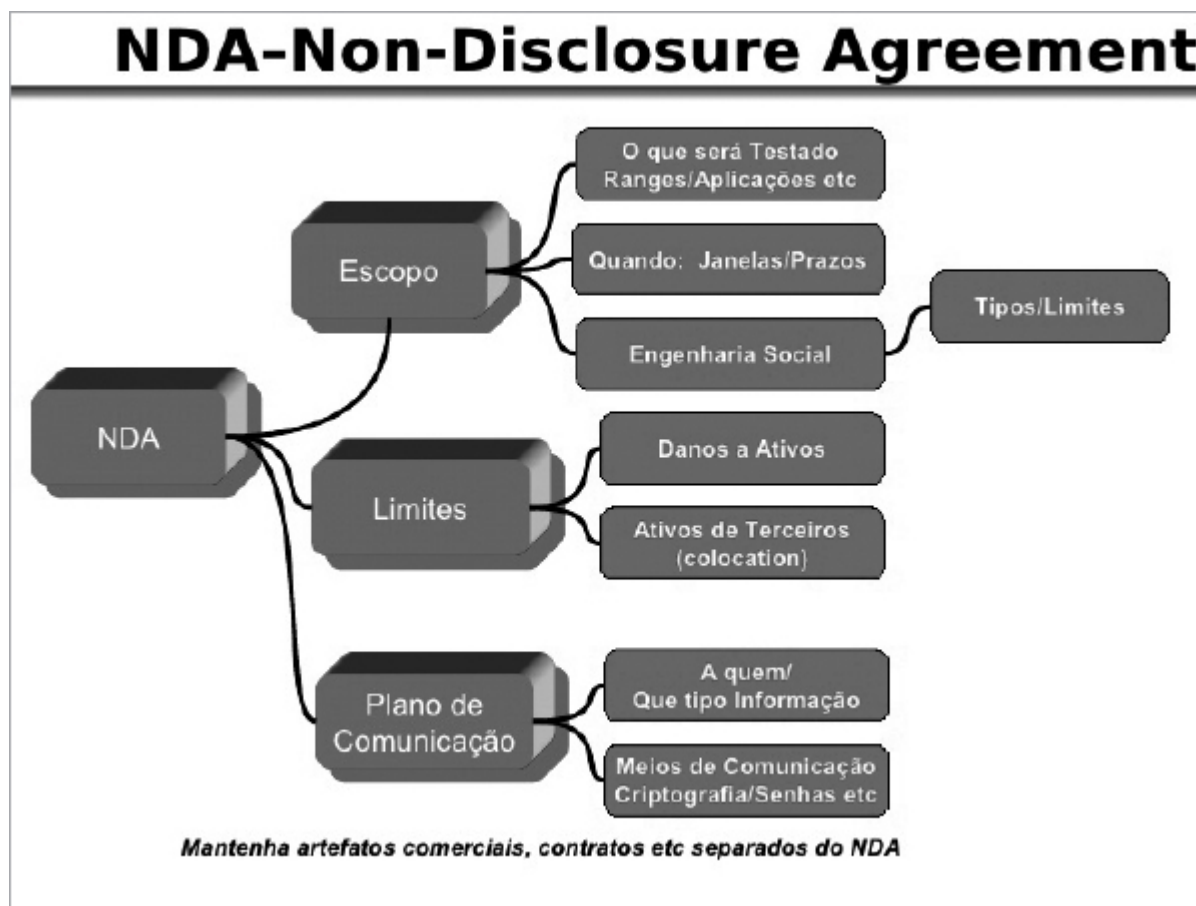 NDA–Non-Disclosure Agreement
O que será Testado
Ranges/Aplicações etc
Escopo
Quando: Janelas/Prazos
Tipos/Limites
Engenharia Social
NDA
Danos a Ativos
Limites
Ativos de Terceiros
(colocation}
A quem/
Que tipo Informação
Plano de
Comunicação
Meios de Comunicação
Criptografia/Senhas etc
Mantenha artefatos comerciais, contratos etc separados do NDA